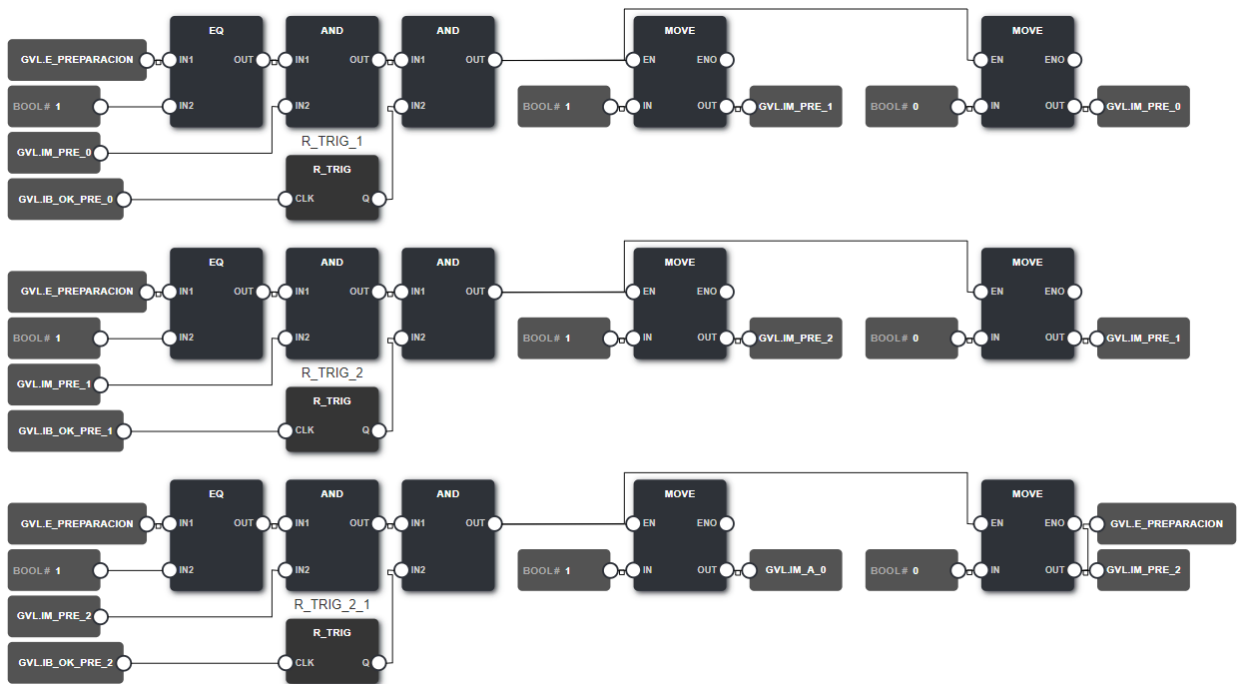 EQ AND AND MOVE MOVE
GVL.E_PREPARACION IN1 OUT IN1 OUT IN1 OUT EN ENO EN ENO
BOOL# 1 IN2 IN2 IN2 BOOL# 1 IN OUT GVL.IM_PRE_1 BOOL# 0 IN OUT GVL.IM_PRE_0
R_TRIG_1
GVL.IM_PRE_0
R_TRIG
GVL.IB_OK_PRE_0 CLK Q
EQ AND AND MOVE MOVE
GVL.E_PREPARACION IN1 OUT IN1 OUT IN1 OUT EN ENO EN ENO
BOOL# 1 IN2 IN2 IN2 BOOL# 1 IN OUT GVL.IM_PRE_2 BOOL# 0 IN OUT GVL.IM_PRE_1
R_TRIG_2
GVL.IM_PRE_1
R_TRIG
GVL.IB_OK_PRE_1 CLK Q
EQ AND AND MOVE MOVE
GVL.E_PREPARACION IN1 OUT IN1 OUT IN1 OUT EN ENO EN ENO GVL.E_PREPARACION
BOOL# 1 IN2 IN2 IN2 BOOL# 1 IN OUT GVL.IM_A_0 BOOL# 0 IN OUT GVL.IM_PRE_2
R_TRIG_2_1
GVL.IM_PRE_2
R_TRIG
GVL.IB_OK_PRE_2 CLK Q